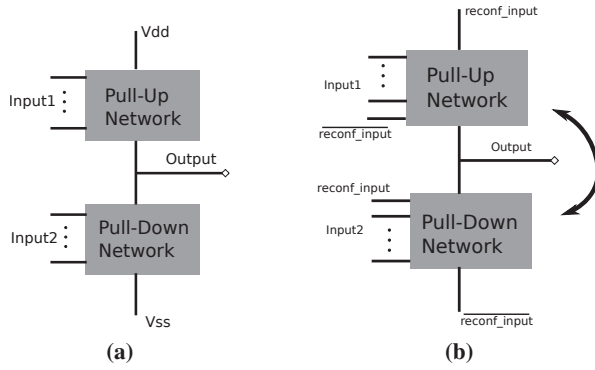 Vdd
Input1
Pull-Up
Network
Output
Input2
Pull-Down
Network
Vss
(a)
reconf_input
Input1
Pull-Up
Network
reconf_input
Output
reconf_input
Input2
Pull-Down
Network
reconf_input
(b)